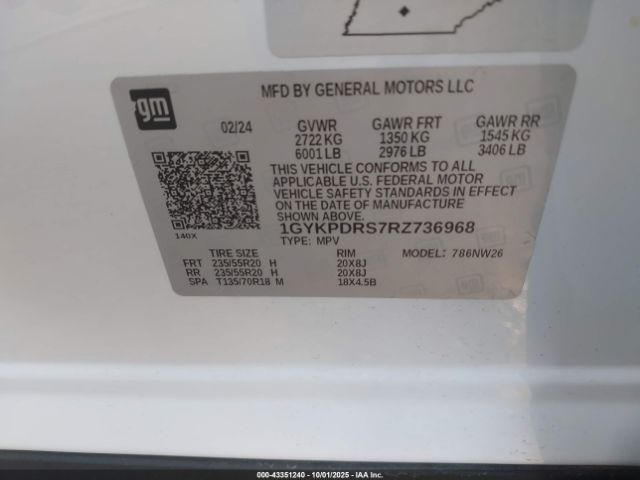 gm
MFD BY GENERAL MOTORS LLC
02/24 GVWR GAWR FRT GAWR RR
2722 KG 1350 KG 1545 KG
6001 LB 2976 LB 3406 LB
THIS VEHICLE CONFORMS TO ALL
APPLICABLE U.S. FEDERAL MOTOR
VEHICLE SAFETY STANDARDS IN EFFECT
ON THE DATE OF MANUFACTURE
SHOWN ABOVE.
140X 1GYKPDRS7RZ736968
TYPE: MPV MODEL: 786NW26
TIRE SIZE RIM
FRT 235/55R20 H 20X8J
RR 235/55R20 H 20X8J
SPA T135/70R18 M 18X4.5B
000-43351240 - 10/01/2025 - IAA Inc.